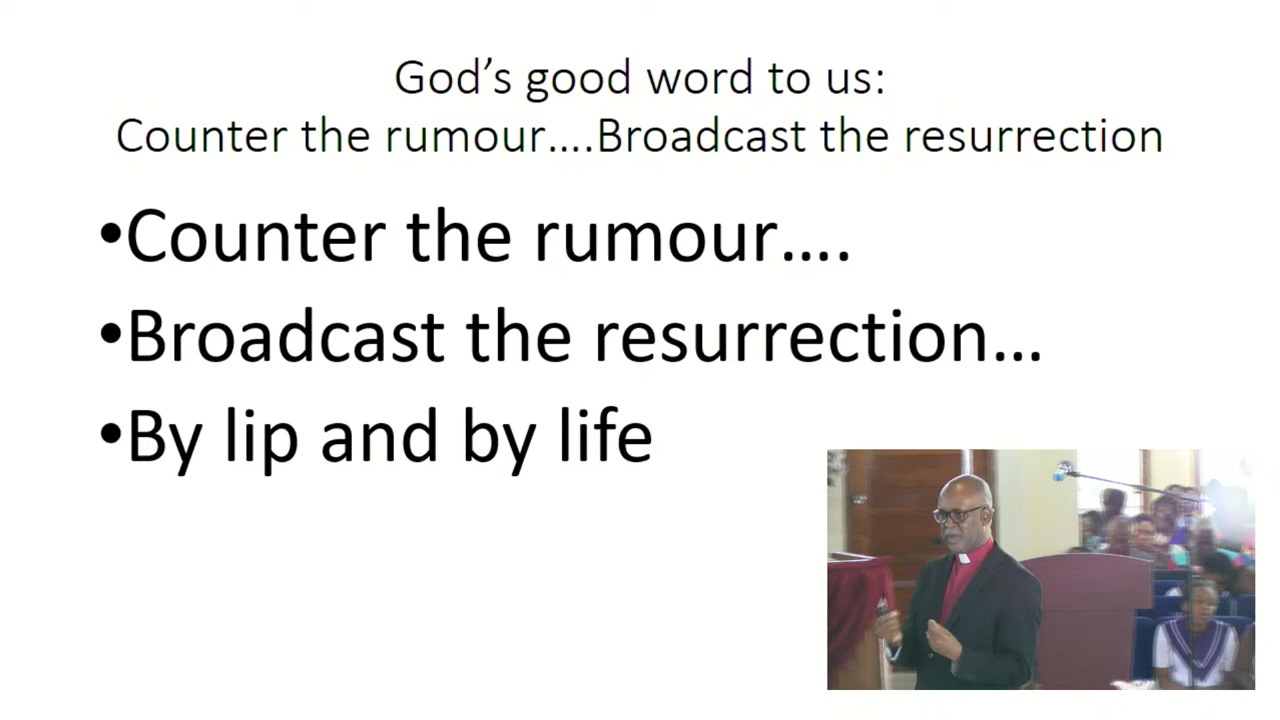 God’s good word to us:
Counter the rumour….Broadcast the resurrection
•Counter the rumour….
•Broadcast the resurrection…
•By lip and by life